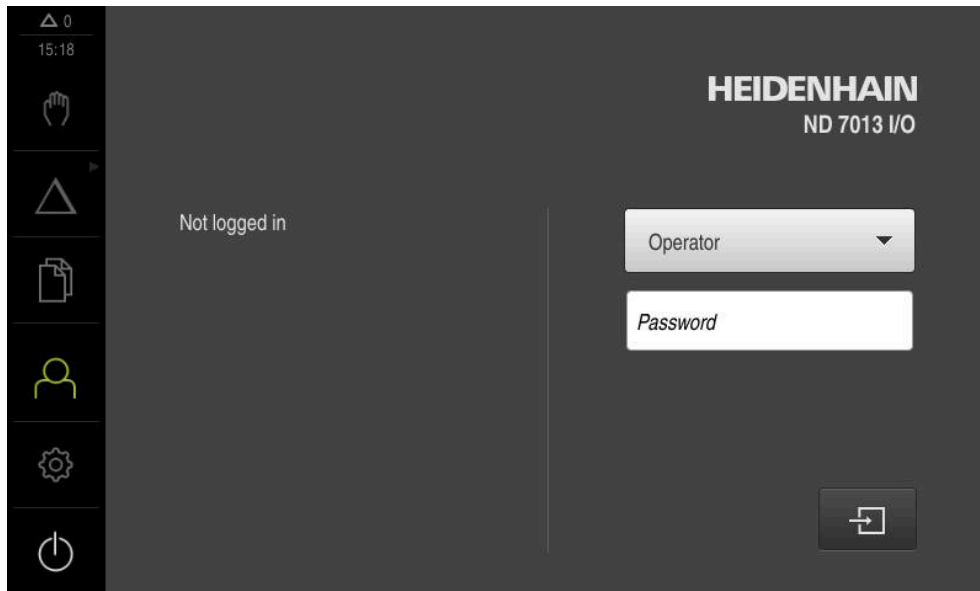 0
15:18
HEIDENHAIN
ND 7013 I/O
Not logged in
Operator
Password